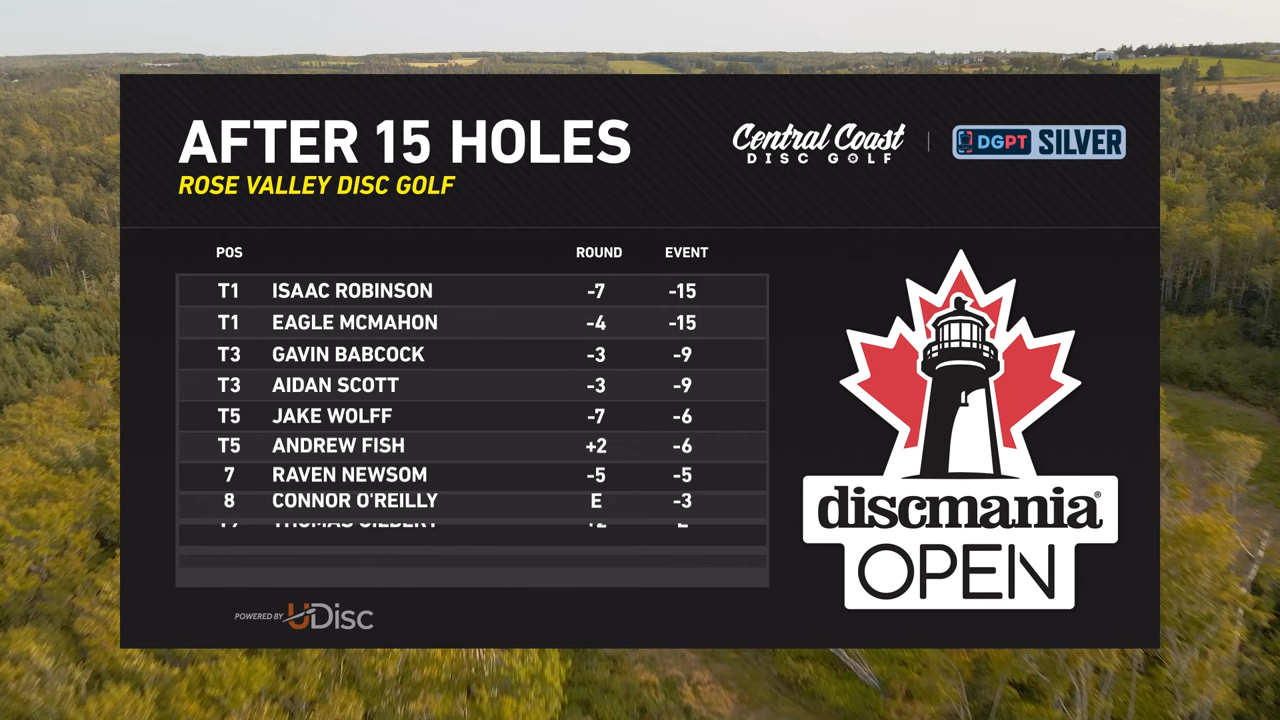 AFTER 15 HOLES
ROSE VALLEY DISC GOLF
Central Coast
DISC GOLF
DGPT SILVER
POS ROUND EVENT
T1 ISAAC ROBINSON -7 -15
T1 EAGLE MCMAHON -4 -15
T3 GAVIN BABCOCK -3 -9
T3 AIDAN SCOTT -3 -9
T5 JAKE WOLFF -7 -6
T5 ANDREW FISH +2 -6
7 RAVEN NEWSOM -5 -5
8 CONNOR O'REILLY E -3
discmania®
OPEN
POWERED BY UDisc